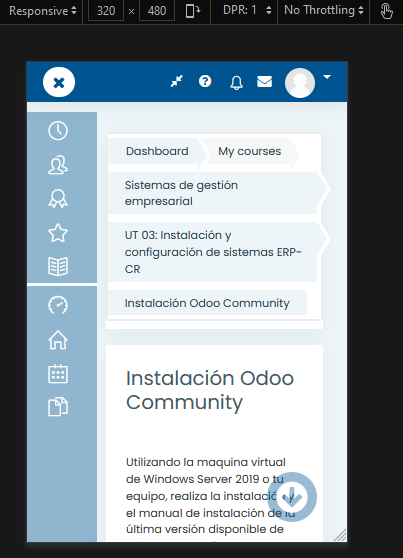 Responsive 320 × 480 DPR: 1 No Throttling
Dashboard My courses
Sistemas de gestión
empresarial
UT 03: Instalación y
configuración de sistemas ERP-
CR
Instalación Odoo Community
Instalación Odoo
Community
Utilizando la maquina virtual
de Windows Server 2019 o tu
equipo, realiza la instalación y
el manual de instalación de la
última versión disponible de